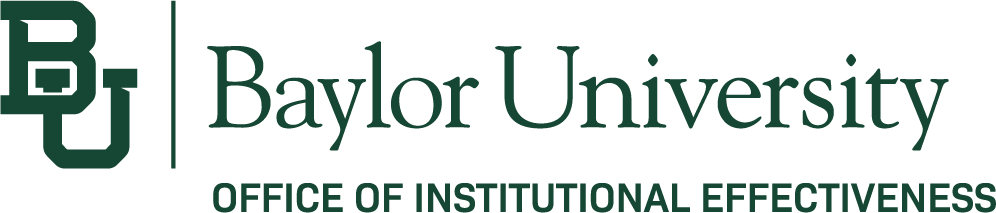 BU
Baylor University
OFFICE OF INSTITUTIONAL EFFECTIVENESS